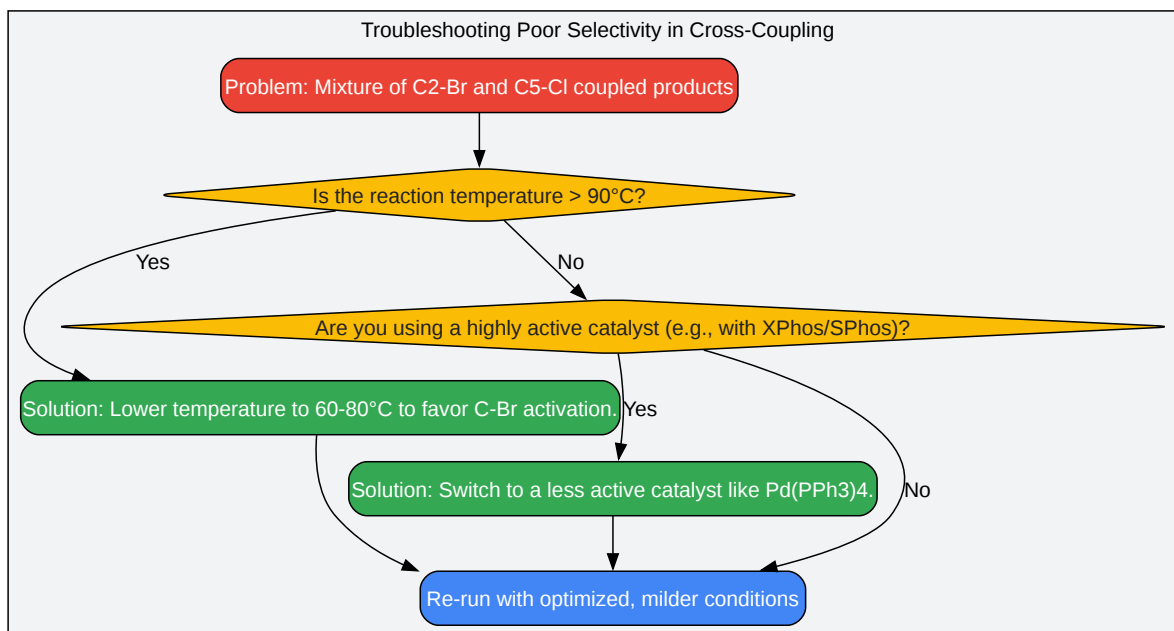 Troubleshooting Poor Selectivity in Cross-Coupling
Problem: Mixture of C2-Br and C5-Cl coupled products
Is the reaction temperature > 90°C?
Yes
No
Are you using a highly active catalyst (e.g., with XPhos/SPhos)?
Solution: Lower temperature to 60-80°C to favor C-Br activation.
Yes
Solution: Switch to a less active catalyst like Pd(PPh3)4.
No
Re-run with optimized, milder conditions